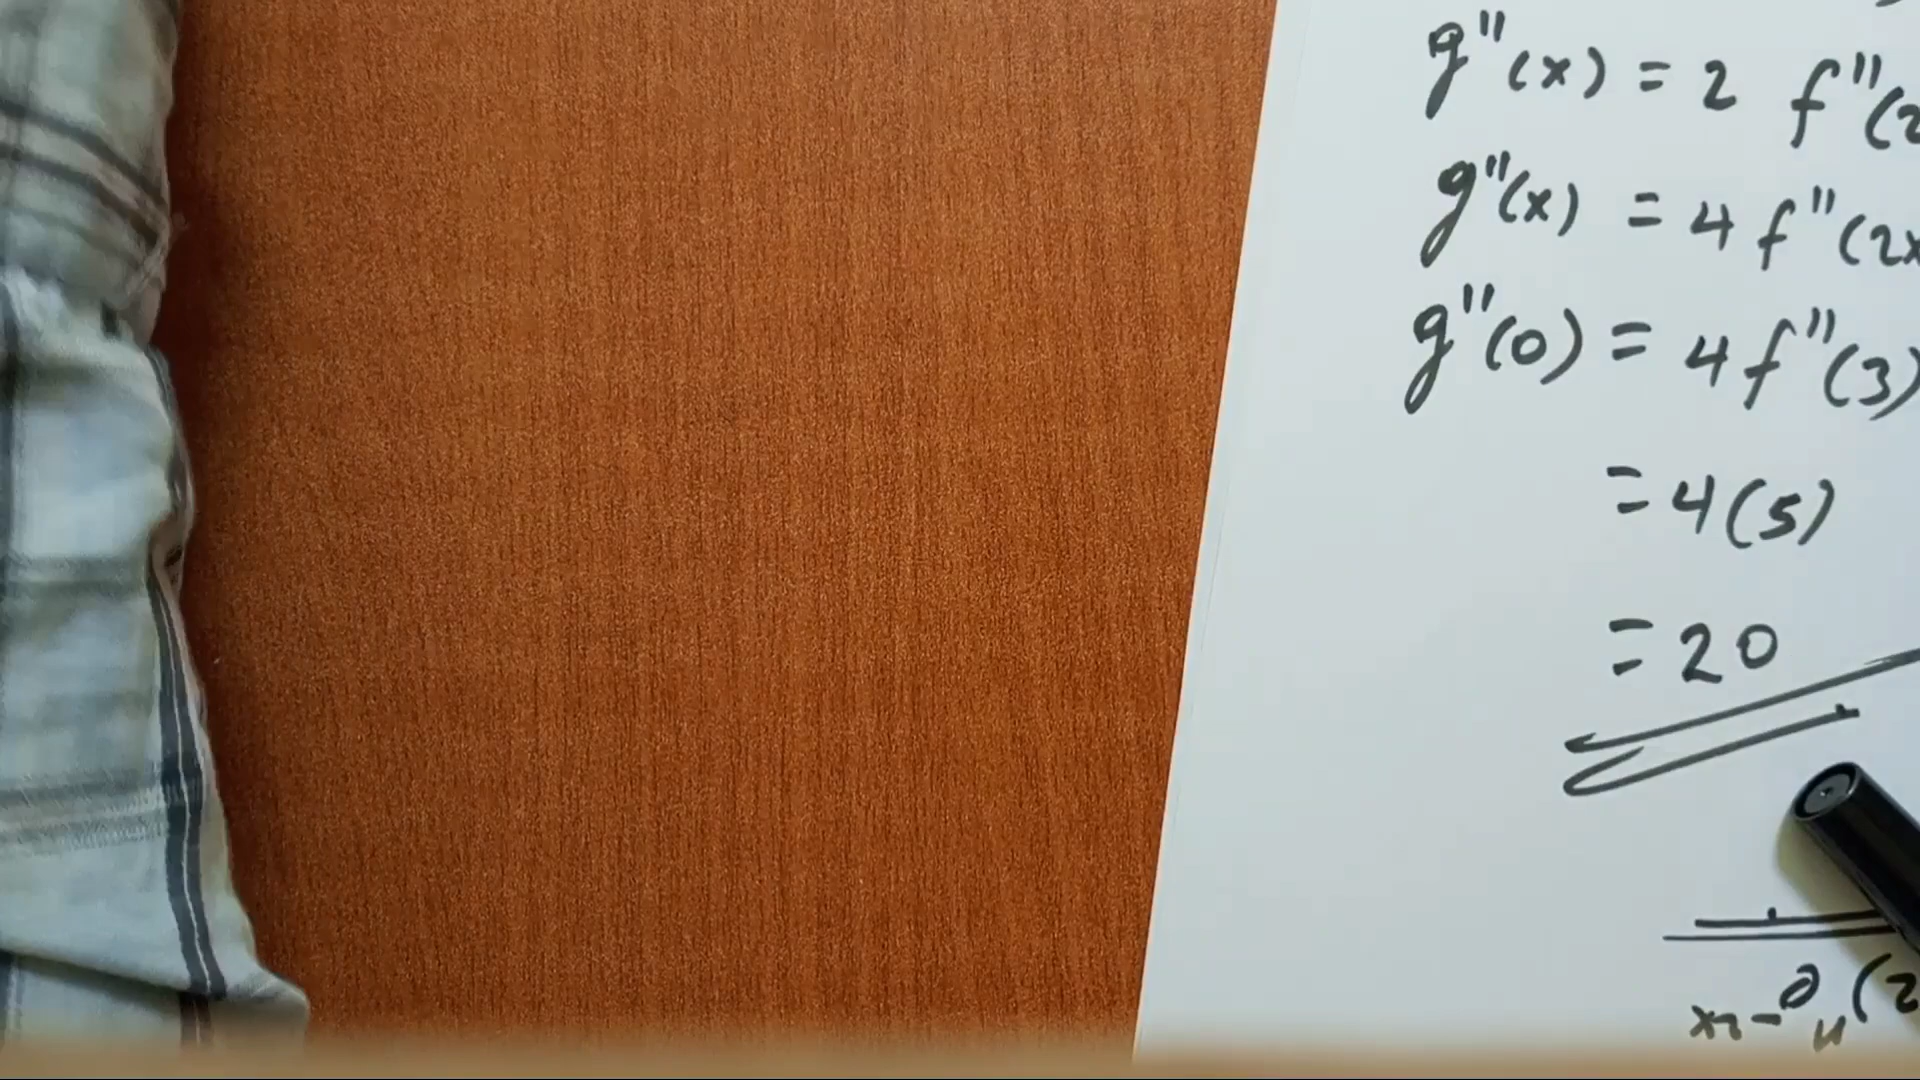 g''(x) = 2 f''(2
g''(x) = 4 f''(2x
g''(0) = 4 f''(3)
= 4(5)
= 20